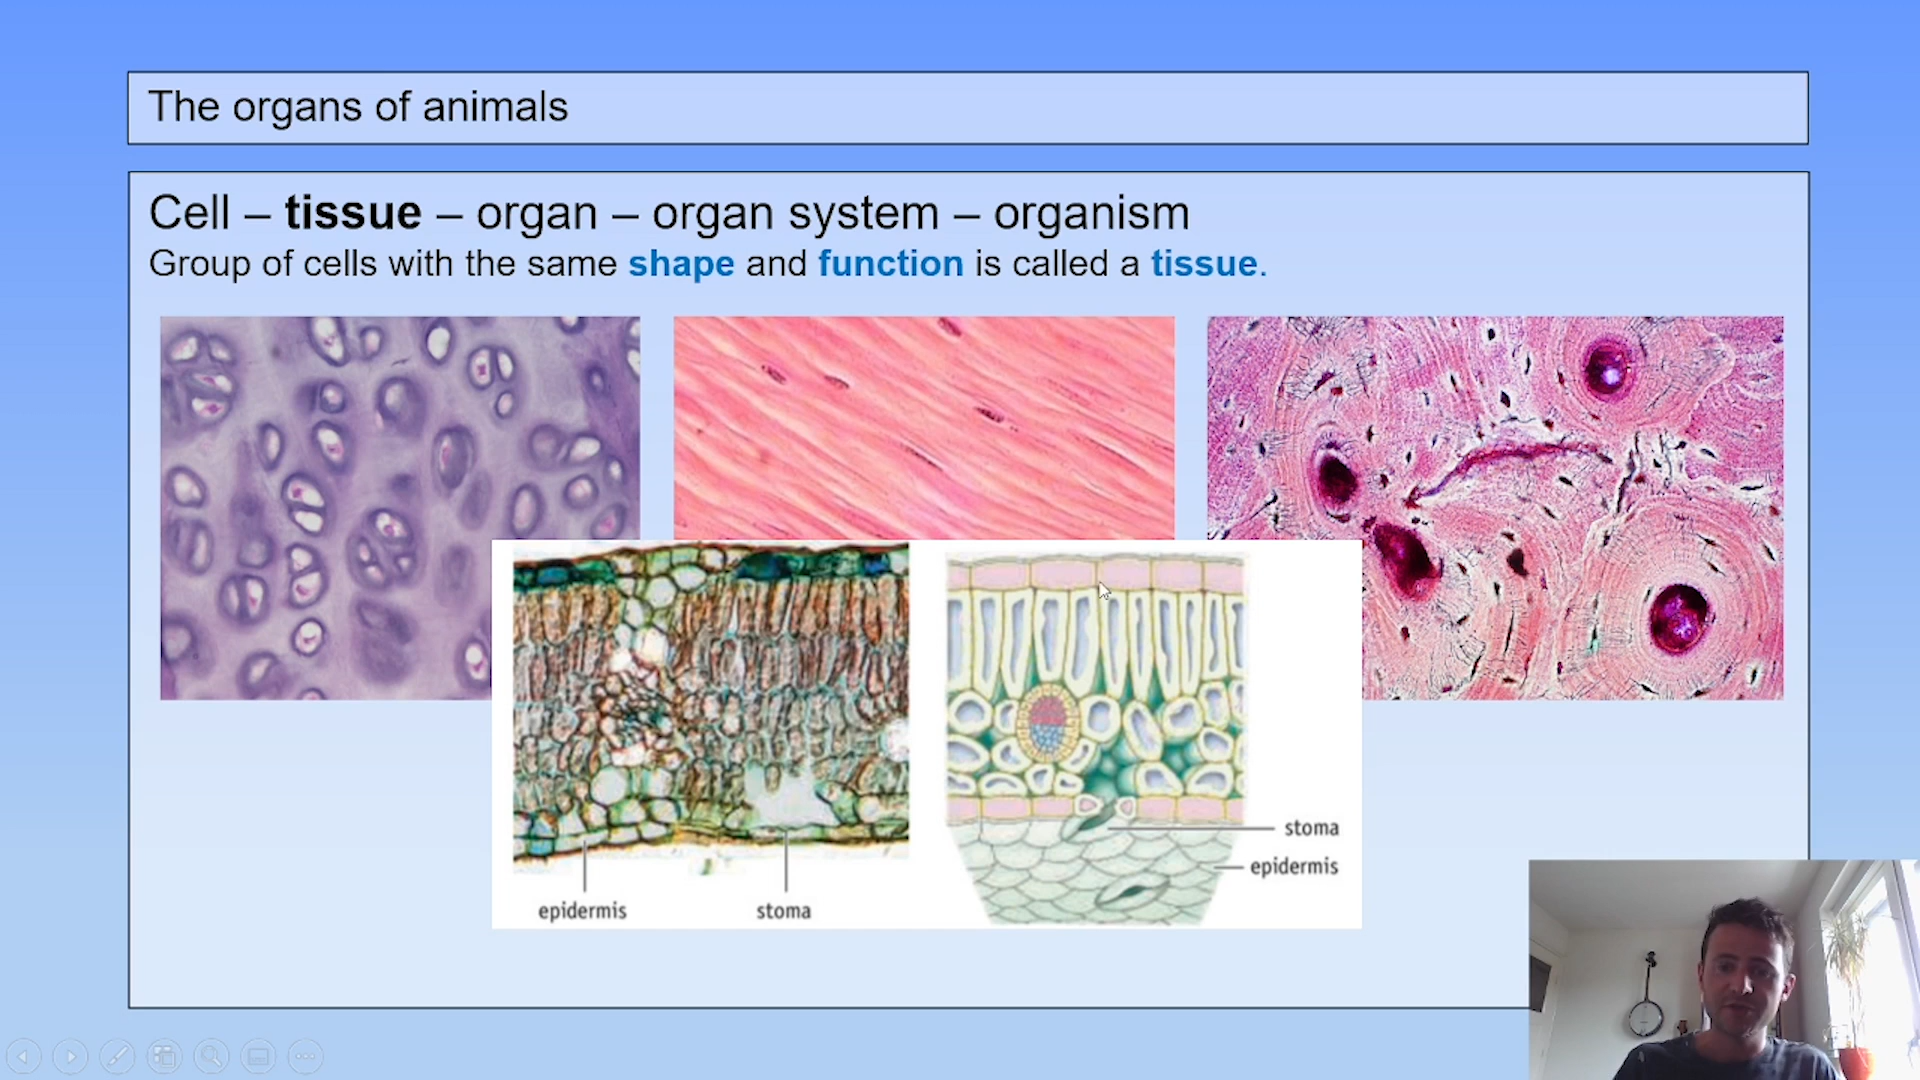 The organs of animals
Cell – tissue – organ – organ system – organism
Group of cells with the same shape and function is called a tissue.
stoma
epidermis
epidermis
stoma